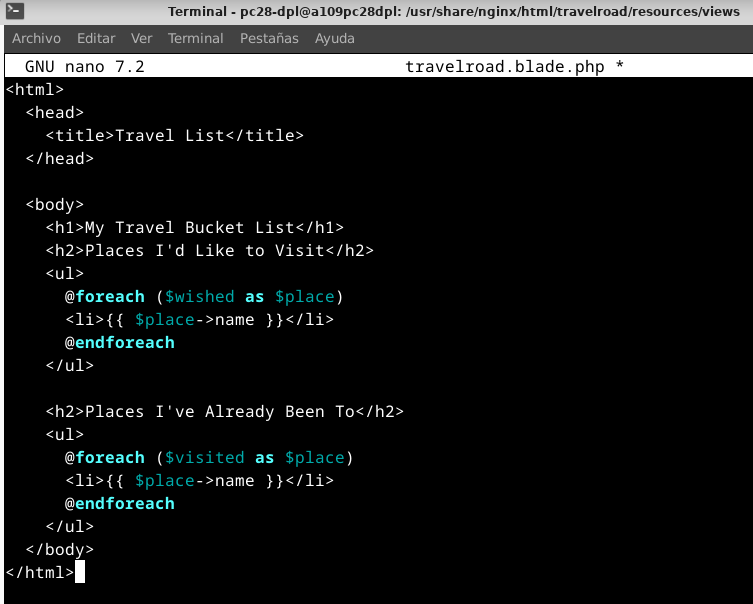 Terminal - pc28-dpl@a109pc28dpl: /usr/share/nginx/html/travelroad/resources/views
Archivo Editar Ver Terminal Pestañas Ayuda
GNU nano 7.2 travelroad.blade.php *
<html>
  <head>
    <title>Travel List</title>
  </head>

  <body>
    <h1>My Travel Bucket List</h1>
    <h2>Places I'd Like to Visit</h2>
    <ul>
      @foreach ($wished as $place)
      <li>{{ $place->name }}</li>
      @endforeach
    </ul>

    <h2>Places I've Already Been To</h2>
    <ul>
      @foreach ($visited as $place)
      <li>{{ $place->name }}</li>
      @endforeach
    </ul>
  </body>
</html>